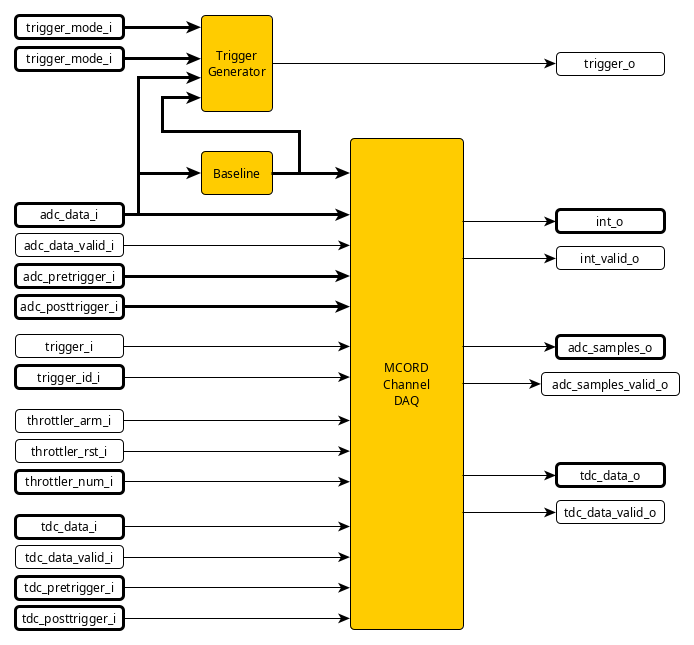 trigger_mode_i
trigger_mode_i
Trigger
Generator
trigger_o
Baseline
adc_data_i
adc_data_valid_i
adc_pretrigger_i
adc_posttrigger_i
trigger_i
trigger_id_i
throttler_arm_i
throttler_rst_i
throttler_num_i
tdc_data_i
tdc_data_valid_i
tdc_pretrigger_i
tdc_posttrigger_i
MCORD
Channel
DAQ
int_o
int_valid_o
adc_samples_o
adc_samples_valid_o
tdc_data_o
tdc_data_valid_o